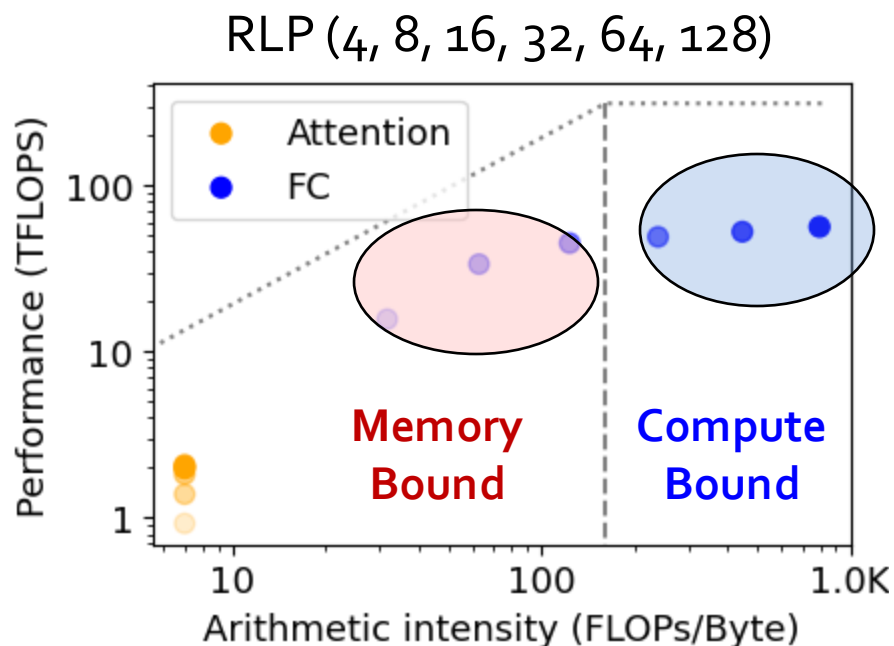 RLP (4, 8, 16, 32, 64, 128)
Attention
FC
Performance (TFLOPS)
100
10
1
Memory
Bound
Compute
Bound
10
100
1.0K
Arithmetic intensity (FLOPs/Byte)